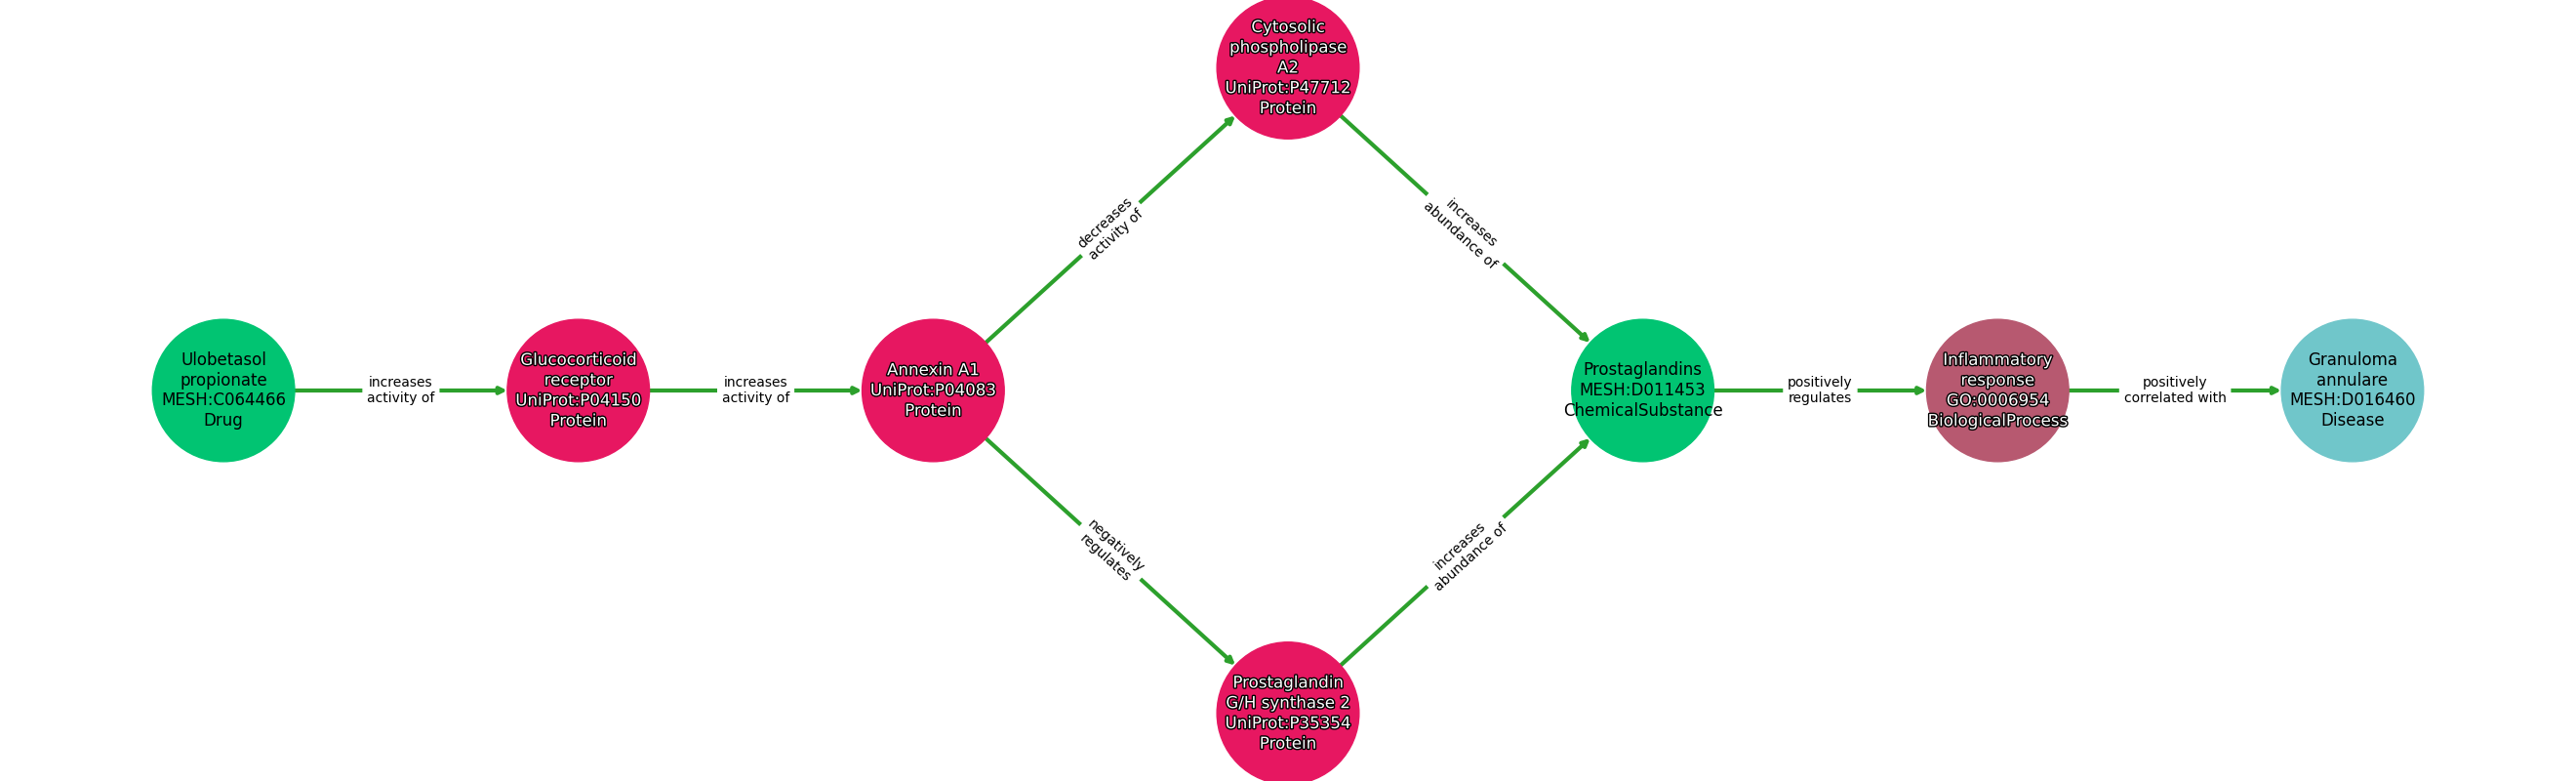 Cytosolic
phospholipase
A2
UniProt:P47712
Protein
decreases
activity of
increases
abundance of
Ulobetasol
propionate
MESH:C064466
Drug
increases
activity of
Glucocorticoid
receptor
UniProt:P04150
Protein
increases
activity of
Annexin A1
UniProt:P04083
Protein
Prostaglandins
MESH:D011453
ChemicalSubstance
positively
regulates
Inflammatory
response
GO:0006954
BiologicalProcess
positively
correlated with
Granuloma
annulare
MESH:D016460
Disease
negatively
regulates
increases
abundance of
Prostaglandin
G/H synthase 2
UniProt:P35354
Protein